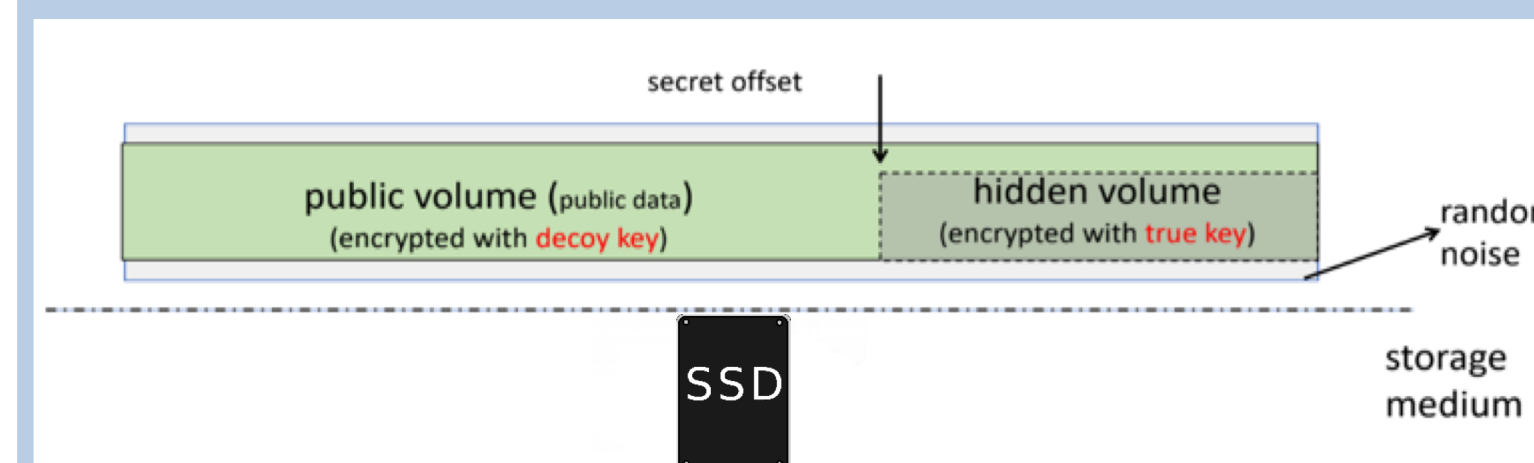 secret offset
public volume (public data)
(encrypted with decoy key)
hidden volume
(encrypted with true key)
noise
storage
medium
SSD